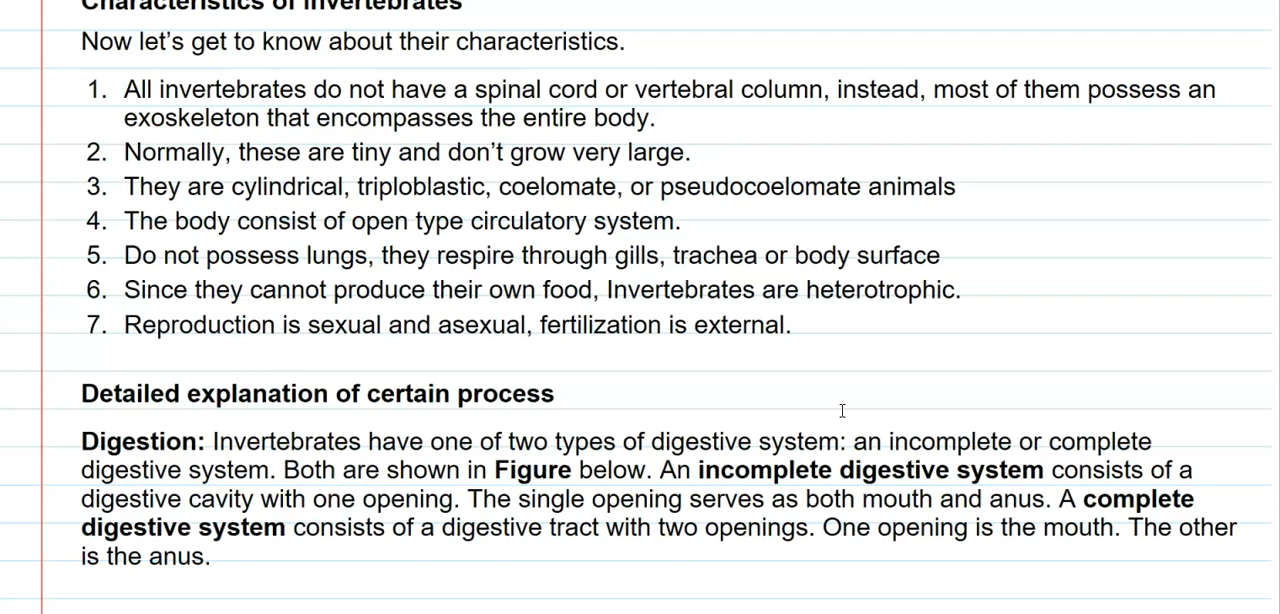 Characteristics of Invertebrates
Now let’s get to know about their characteristics.
1. All invertebrates do not have a spinal cord or vertebral column, instead, most of them possess an
exoskeleton that encompasses the entire body.
2. Normally, these are tiny and don’t grow very large.
3. They are cylindrical, triploblastic, coelomate, or pseudocoelomate animals
4. The body consist of open type circulatory system.
5. Do not possess lungs, they respire through gills, trachea or body surface
6. Since they cannot produce their own food, Invertebrates are heterotrophic.
7. Reproduction is sexual and asexual, fertilization is external.
Detailed explanation of certain process
Digestion: Invertebrates have one of two types of digestive system: an incomplete or complete
digestive system. Both are shown in Figure below. An incomplete digestive system consists of a
digestive cavity with one opening. The single opening serves as both mouth and anus. A complete
digestive system consists of a digestive tract with two openings. One opening is the mouth. The other
is the anus.